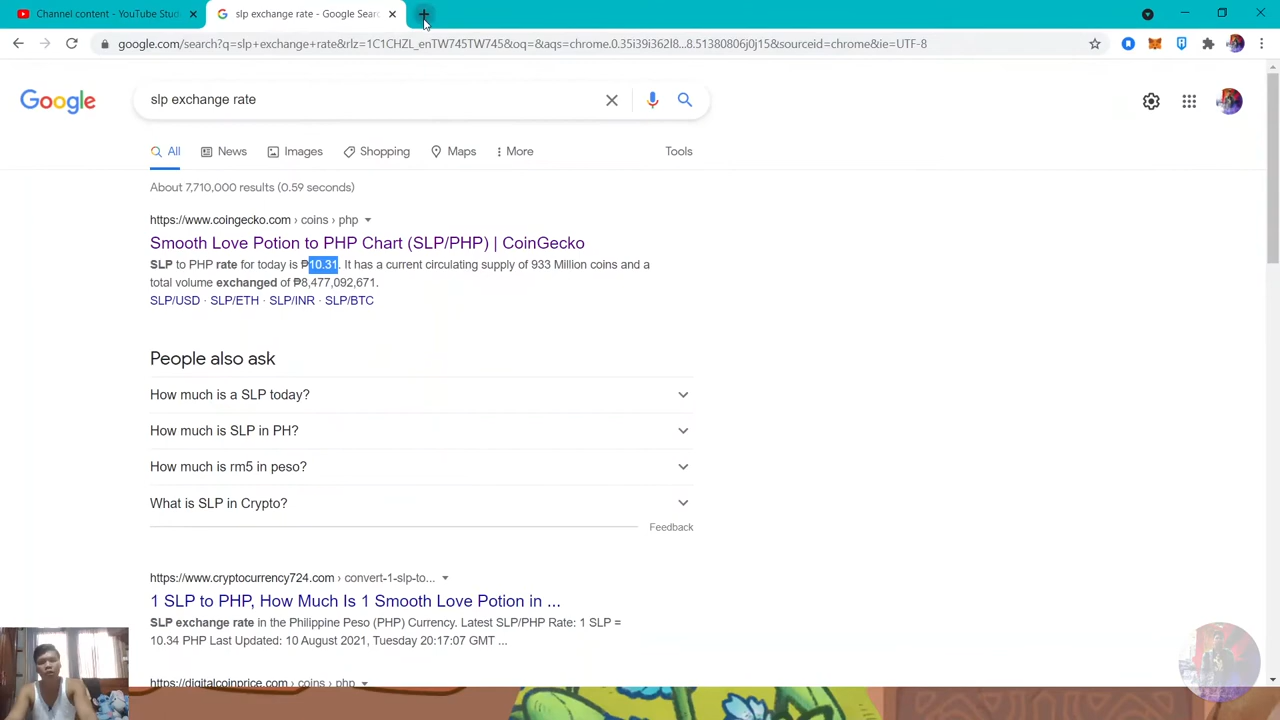 Channel content - YouTube Stud
slp exchange rate - Google Sear
google.com/search?q=slp+exchange+rate&rlz=1C1CHZL_enTW745TW745&oq=&aqs=chrome.0.35i39i362l8...8.51380806j0j15&sourceid=chrome&ie=UTF-8
Google
slp exchange rate
All News Images Shopping Maps More Tools
About 7,710,000 results (0.59 seconds)
https://www.coingecko.com › coins › php
Smooth Love Potion to PHP Chart (SLP/PHP) | CoinGecko
SLP to PHP rate for today is ₱10.31. It has a current circulating supply of 933 Million coins and a
total volume exchanged of ₱8,477,092,671.
SLP/USD · SLP/ETH · SLP/INR · SLP/BTC
People also ask
How much is a SLP today?
How much is SLP in PH?
How much is rm5 in peso?
What is SLP in Crypto?
Feedback
https://www.cryptocurrency724.com › convert-1-slp-to...
1 SLP to PHP, How Much Is 1 Smooth Love Potion in ...
SLP exchange rate in the Philippine Peso (PHP) Currency. Latest SLP/PHP Rate: 1 SLP =
10.34 PHP Last Updated: 10 August 2021, Tuesday 20:17:07 GMT ...
https://digitalcoinprice.com › coins › php